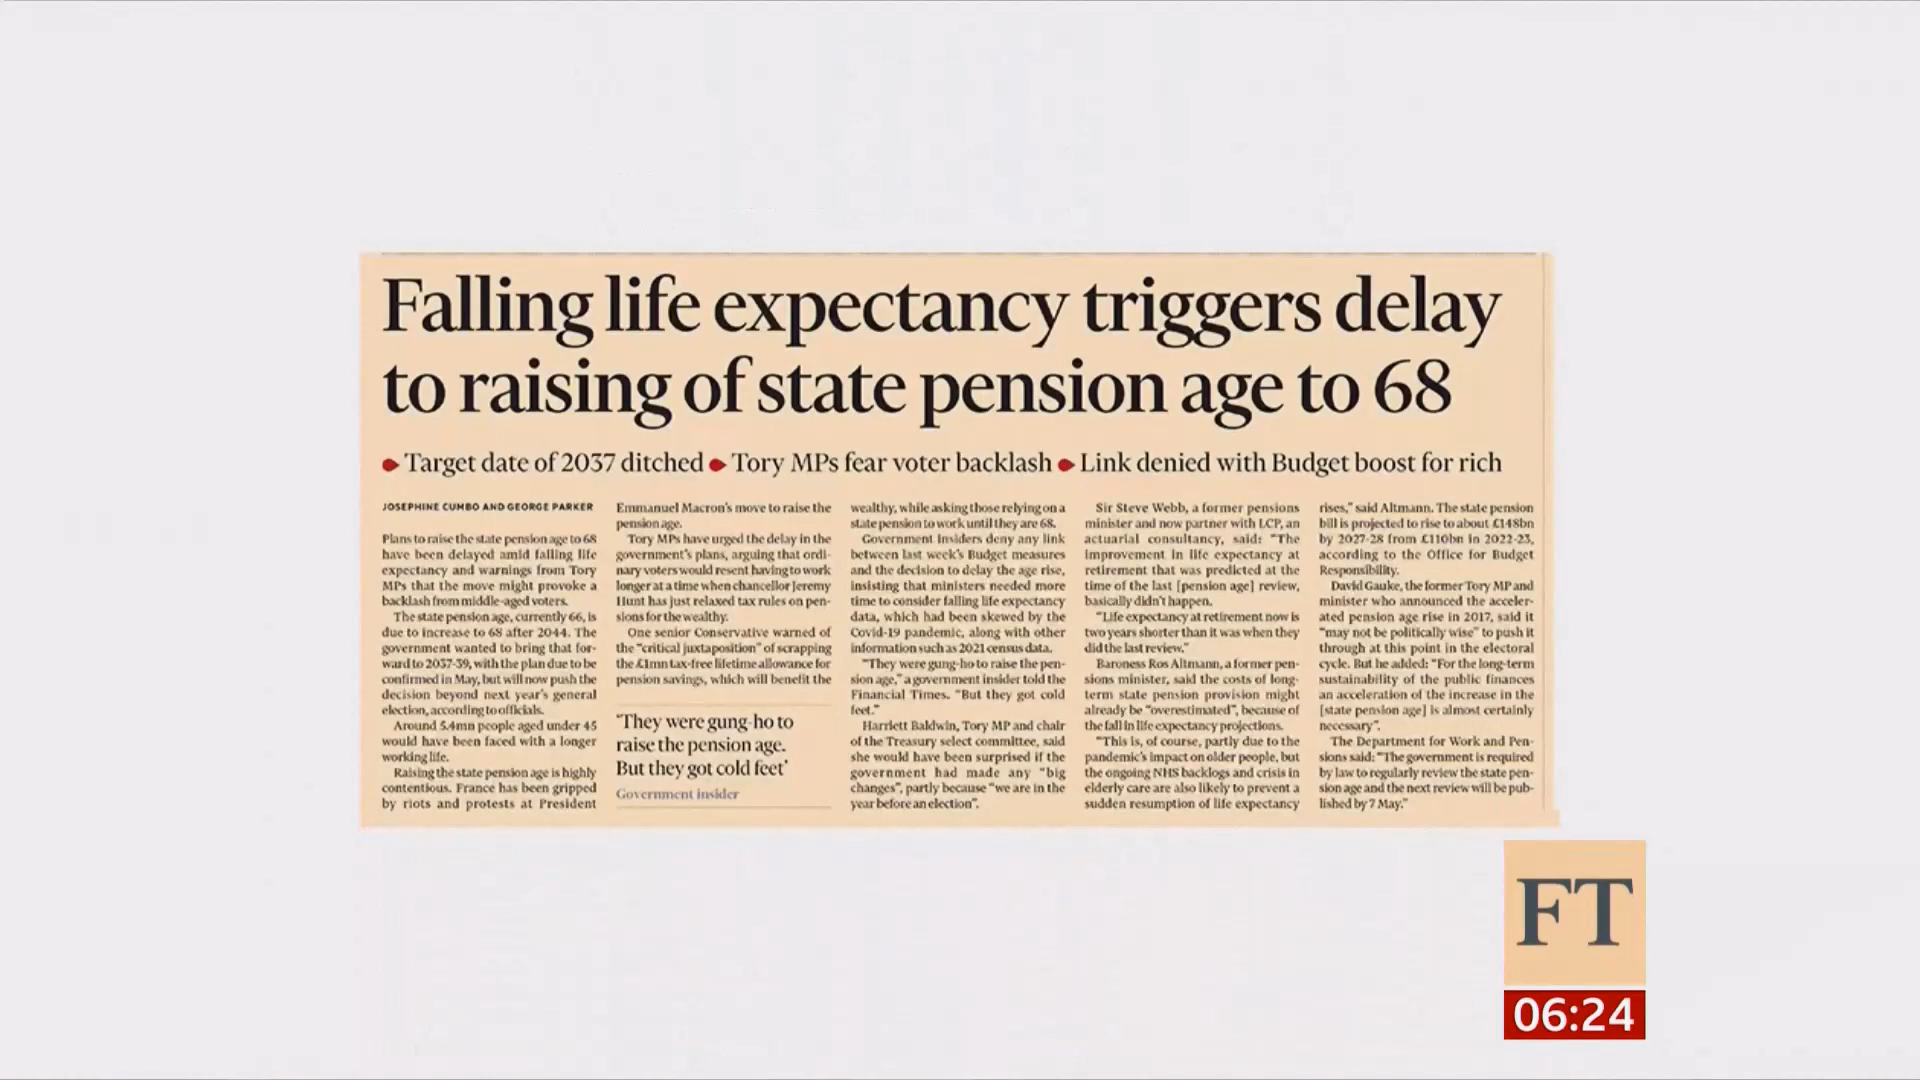 Falling life expectancy triggers delay
to raising of state pension age to 68
Target date of 2037 ditched Tory MPs fear voter backlash Link denied with Budget boost for rich
JOSEPHINE CUMBO AND GEORGE PARKER
Plans to raise the state pension age to 68
have been delayed amid falling life
expectancy and warnings from Tory
MPs that the move might provoke a
backlash from middle-aged voters.
The state pension age, currently 66, is
due to increase to 68 after 2044. The
government wanted to bring that for-
ward to 2037-39, with the plan due to be
confirmed in May, but will now push the
decision beyond next year's general
election, according to officials.
Around 5.4mn people aged under 45
would have been faced with a longer
working life.
Raising the state pension age is highly
contentious. France has been gripped
by riots and protests at President
Emmanuel Macron's move to raise the
pension age.
Tory MPs have urged the delay in the
government's plans, arguing that ordi-
nary voters would resent having to work
longer at a time when chancellor Jeremy
Hunt has just relaxed tax rules on pen-
sions for the wealthy.
One senior Conservative warned of
the "critical juxtaposition" of scrapping
the £1mn tax-free lifetime allowance for
pension savings, which will benefit the
'They were gung-ho to
raise the pension age.
But they got cold feet'
Government insider
wealthy, while asking those relying on a
state pension to work until they are 68.
Government insiders deny any link
between last week's Budget measures
and the decision to delay the age rise,
insisting that ministers needed more
time to consider falling life expectancy
data, which had been skewed by the
Covid-19 pandemic, along with other
information such as 2021 census data.
"They were gung-ho to raise the pen-
sion age," a government insider told the
Financial Times. "But they got cold
feet."
Harriett Baldwin, Tory MP and chair
of the Treasury select committee, said
she would have been surprised if the
government had made any "big
changes", partly because "we are in the
year before an election".
Sir Steve Webb, a former pensions
minister and now partner with LCP, an
actuarial consultancy, said: "The
improvement in life expectancy at
retirement that was predicted at the
time of the last [pension age] review,
basically didn't happen.
"Life expectancy at retirement now is
two years shorter than it was when they
did the last review."
Baroness Ros Altmann, a former pen-
sions minister, said the costs of long-
term state pension provision might
already be "overestimated", because of
the fall in life expectancy projections.
"This is, of course, partly due to the
pandemic's impact on older people, but
the ongoing NHS backlogs and crisis in
elderly care are also likely to prevent a
sudden resumption of life expectancy
rises," said Altmann. The state pension
bill is projected to rise to about £148bn
by 2027-28 from £110bn in 2022-23,
according to the Office for Budget
Responsibility.
David Gauke, the former Tory MP and
minister who announced the acceler-
ated pension age rise in 2017, said it
"may not be politically wise" to push it
through at this point in the electoral
cycle. But he added: "For the long-term
sustainability of the public finances
an acceleration of the increase in the
[state pension age] is almost certainly
necessary".
The Department for Work and Pen-
sions said: "The government is required
by law to regularly review the state pen-
sion age and the next review will be pub-
lished by 7 May."
FT
06:24